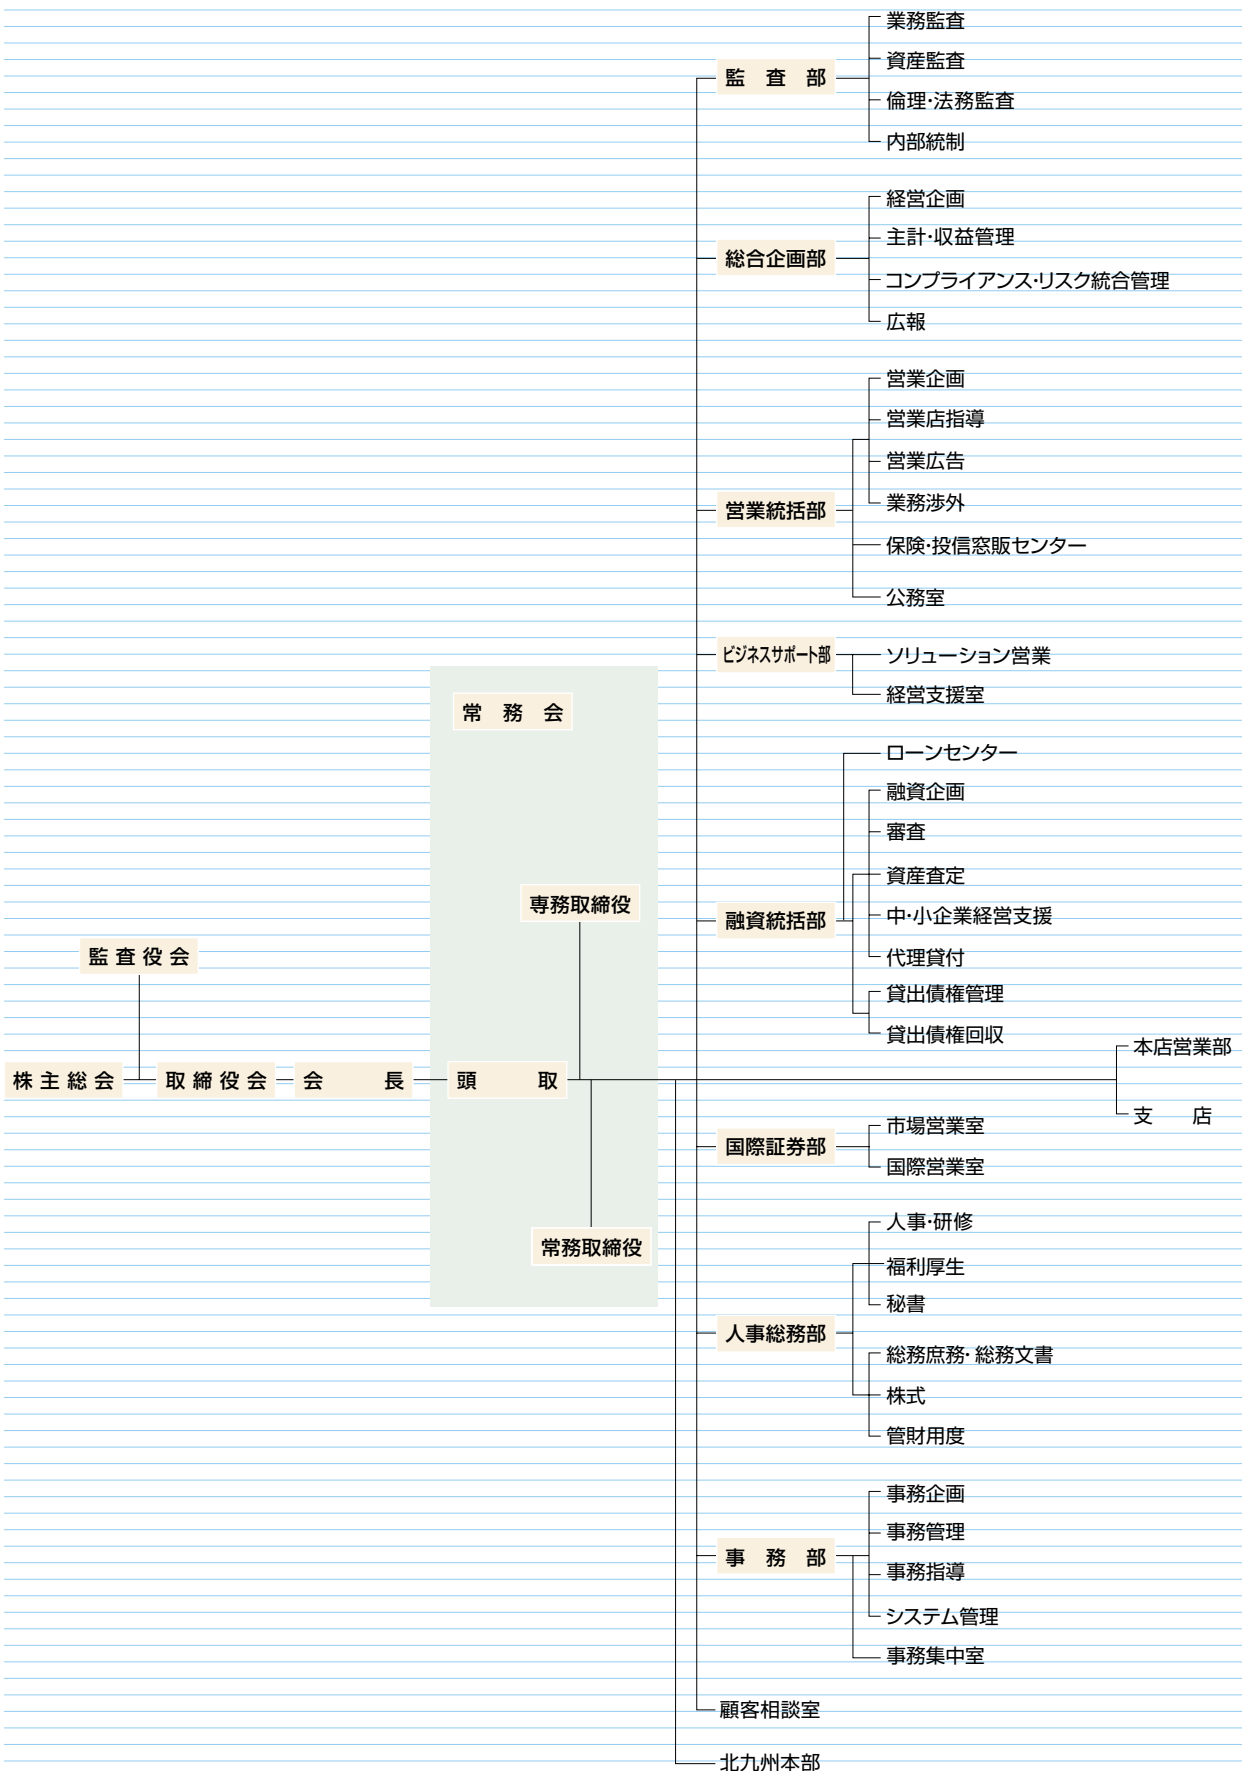 株主総会
監査役会
取締役会
会長
常務会
専務取締役
頭取
常務取締役
監査部
業務監査
資産監査
倫理・法務監査
内部統制
総合企画部
経営企画
主計・収益管理
コンプライアンス・リスク統合管理
広報
営業統括部
営業企画
営業店指導
営業広告
業務渉外
保険・投信窓販センター
公務室
ビジネスサポート部
ソリューション営業
経営支援室
融資統括部
ローンセンター
融資企画
審査
資産査定
中・小企業経営支援
代理貸付
貸出債権管理
貸出債権回収
本店営業部
支店
国際証券部
市場営業室
国際営業室
人事総務部
人事・研修
福利厚生
秘書
総務庶務・総務文書
株式
管財用度
事務部
事務企画
事務管理
事務指導
システム管理
事務集中室
顧客相談室
北九州本部